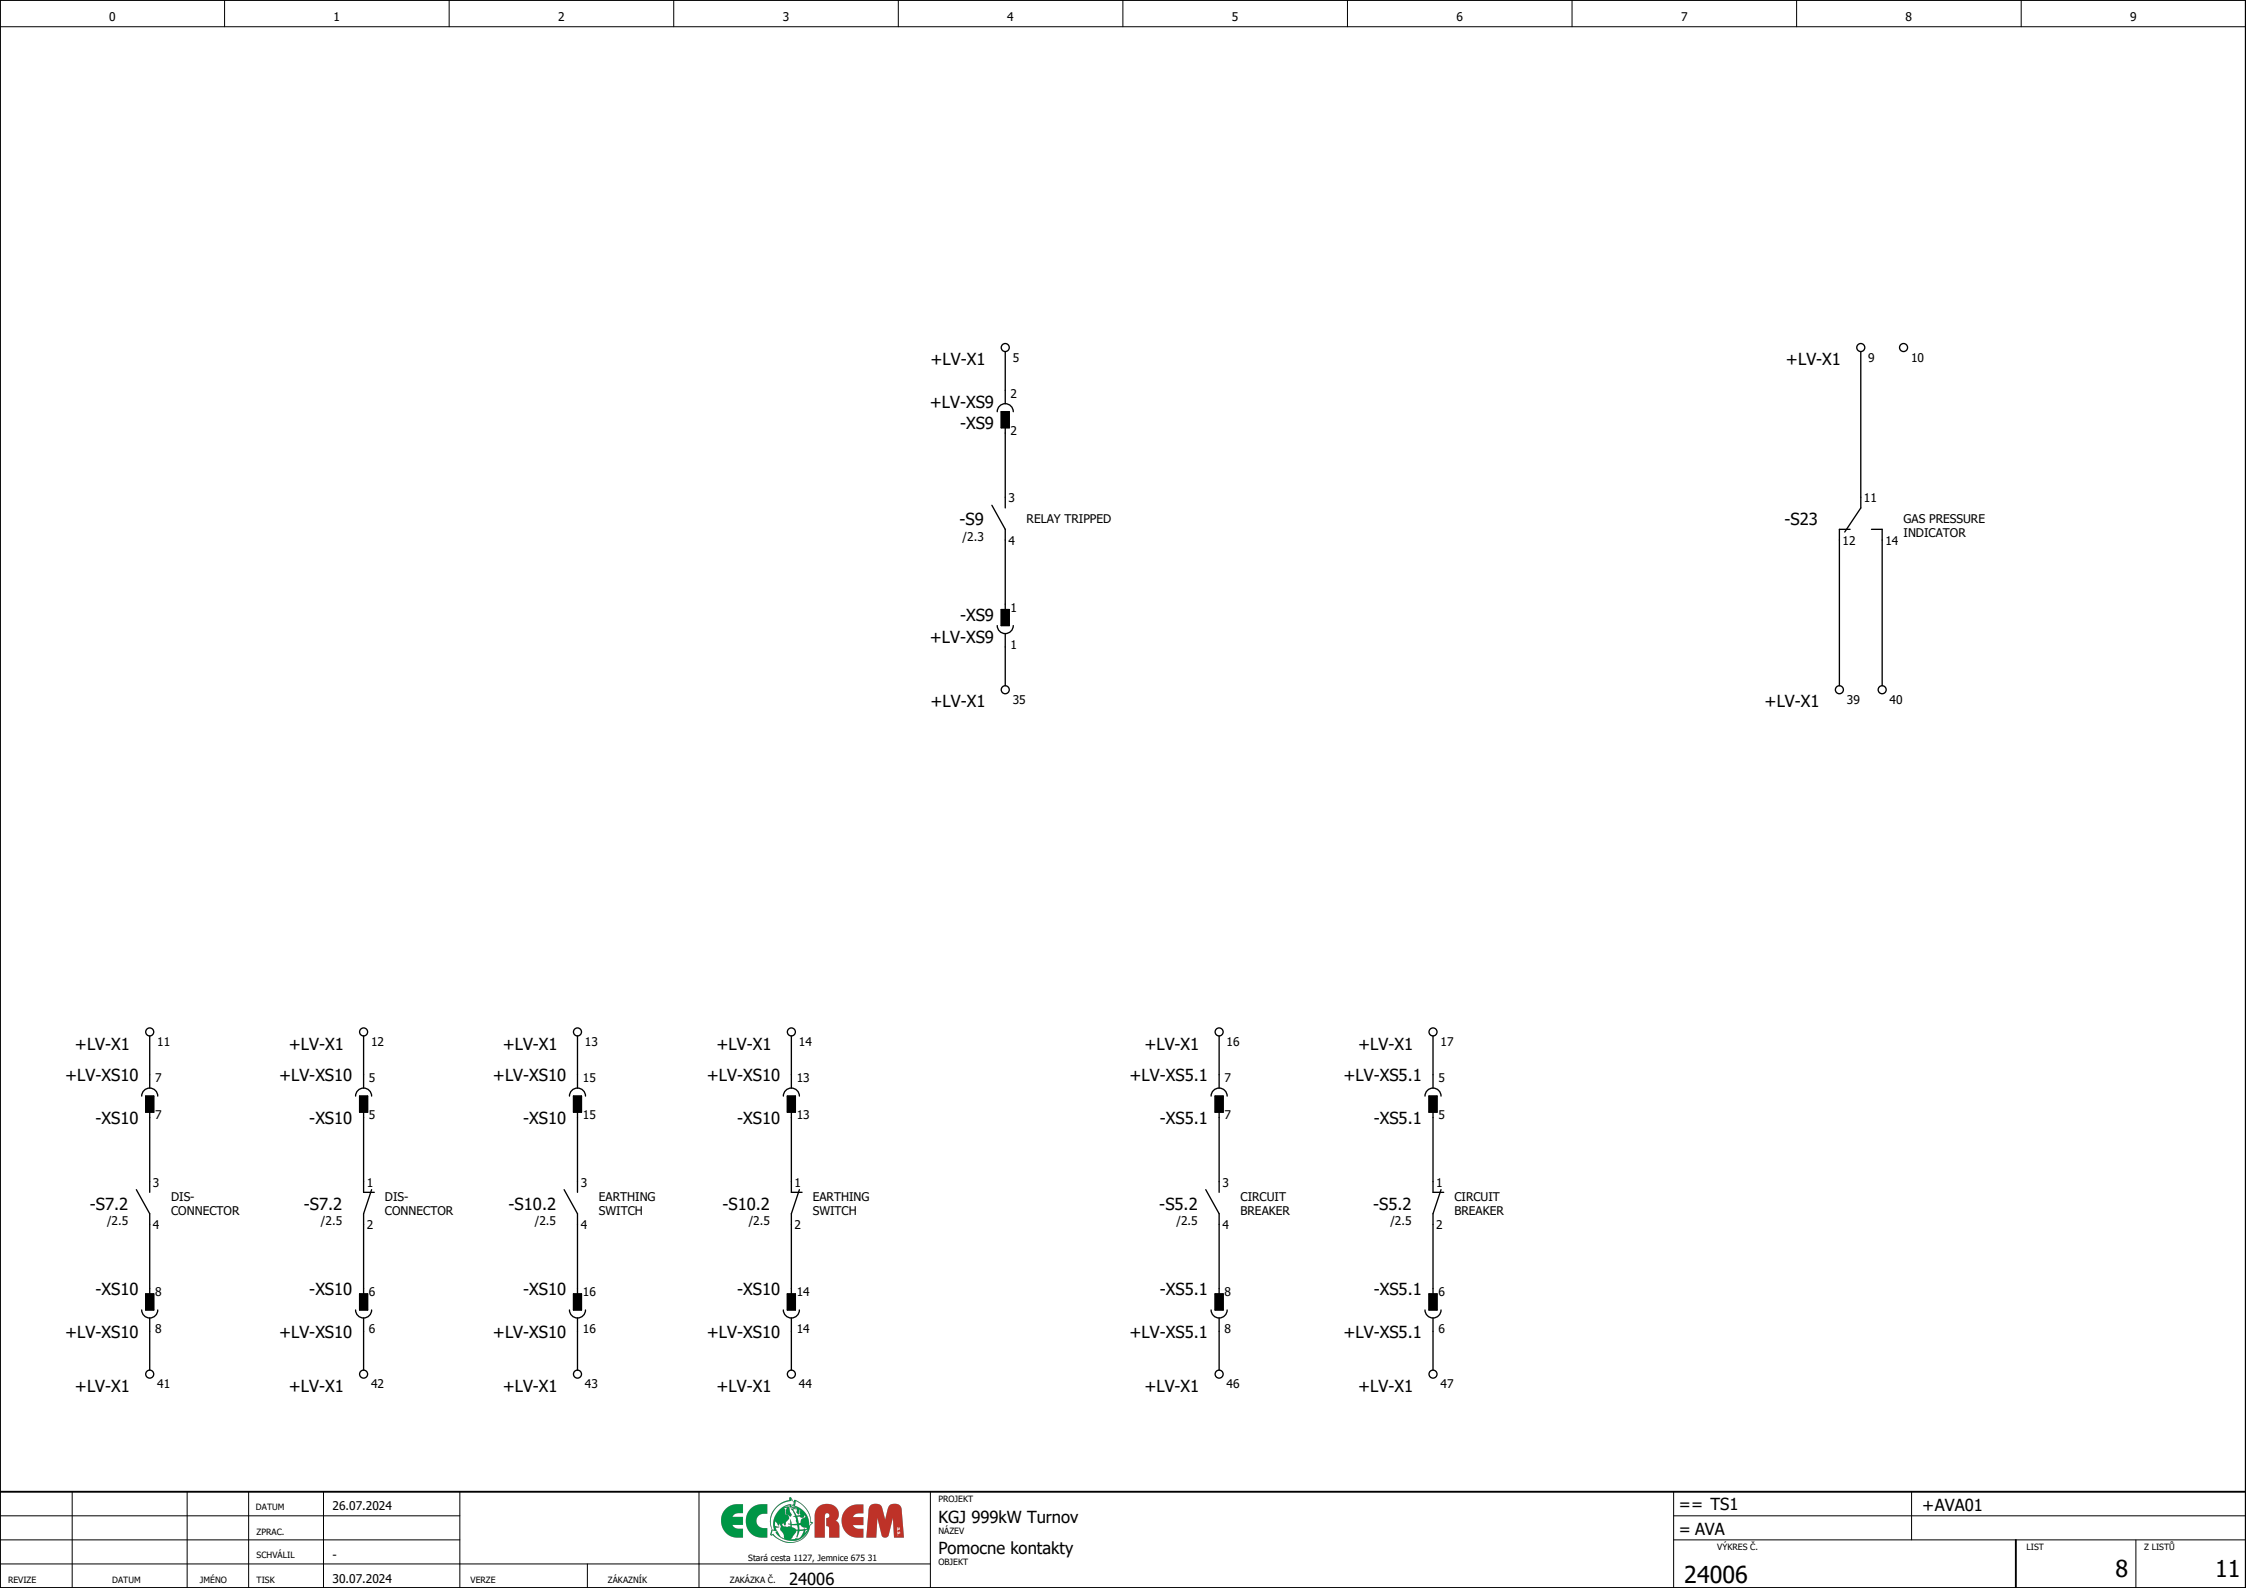 0 1 2 3 4 5 6 7 8 9
+LV-X1 5
+LV-XS9 2
-XS9 2
3
-S9 RELAY TRIPPED
/2.3 4
-XS9 1
+LV-XS9 1
+LV-X1 35
+LV-X1 9 10
11
-S23 GAS PRESSURE
INDICATOR
12 14
+LV-X1 39 40
+LV-X1 11
+LV-XS10 7
-XS10 7
3
-S7.2 DIS-
/2.5 CONNECTOR
4
-XS10 8
+LV-XS10 8
+LV-X1 41
+LV-X1 12
+LV-XS10 5
-XS10 5
1
-S7.2 DIS-
/2.5 CONNECTOR
2
-XS10 6
+LV-XS10 6
+LV-X1 42
+LV-X1 13
+LV-XS10 15
-XS10 15
3
-S10.2 EARTHING
/2.5 SWITCH
4
-XS10 16
+LV-XS10 16
+LV-X1 43
+LV-X1 14
+LV-XS10 13
-XS10 13
1
-S10.2 EARTHING
/2.5 SWITCH
2
-XS10 14
+LV-XS10 14
+LV-X1 44
+LV-X1 16
+LV-XS5.1 7
-XS5.1 7
3
-S5.2 CIRCUIT
/2.5 BREAKER
4
-XS5.1 8
+LV-XS5.1 8
+LV-X1 46
+LV-X1 17
+LV-XS5.1 5
-XS5.1 5
1
-S5.2 CIRCUIT
/2.5 BREAKER
2
-XS5.1 6
+LV-XS5.1 6
+LV-X1 47
DATUM 26.07.2024
ZPRAC.
SCHVÁLIL -
REVIZE DATUM JMÉNO TISK 30.07.2024
VERZE ZÁKAZNÍK
ECOREM
Stará cesta 1127, Jemnice 675 31
ZAKÁZKA Č. 24006
PROJEKT
KGJ 999kW Turnov
NÁZEV
Pomocne kontakty
OBJEKT
== TS1 +AVA01
= AVA
VÝKRES Č. LIST Z LISTŮ
24006 8 11